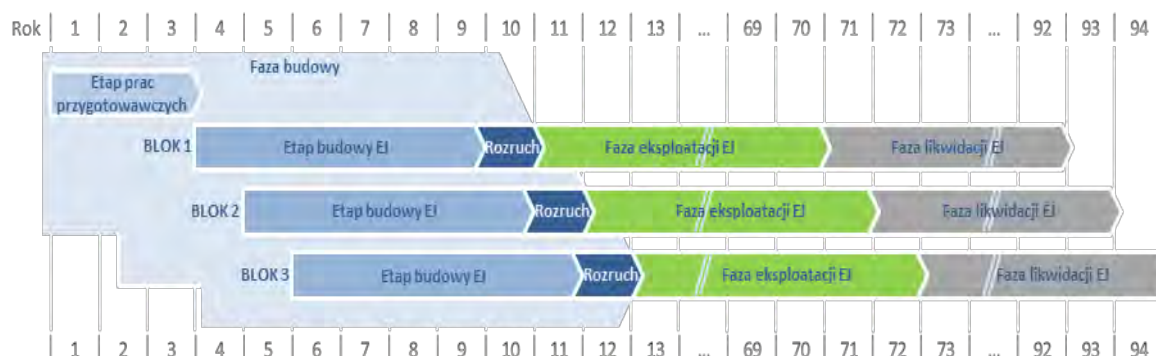 Rok 1 2 3 4 5 6 7 8 9 10 11 12 13 ... 69 70 71 72 73 ... 92 93 94
Faza budowy
Etap prac
przygotowawczych
BLOK 1 Etap budowy EJ Rozruch Faza eksploatacji EJ Faza likwidacji EJ
BLOK 2 Etap budowy EJ Rozruch Faza eksploatacji EJ Faza likwidacji EJ
BLOK 3 Etap budowy EJ Rozruch Faza eksploatacji EJ Faza likwidacji EJ
1 2 3 4 5 6 7 8 9 10 11 12 13 ... 69 70 71 72 73 ... 92 93 94